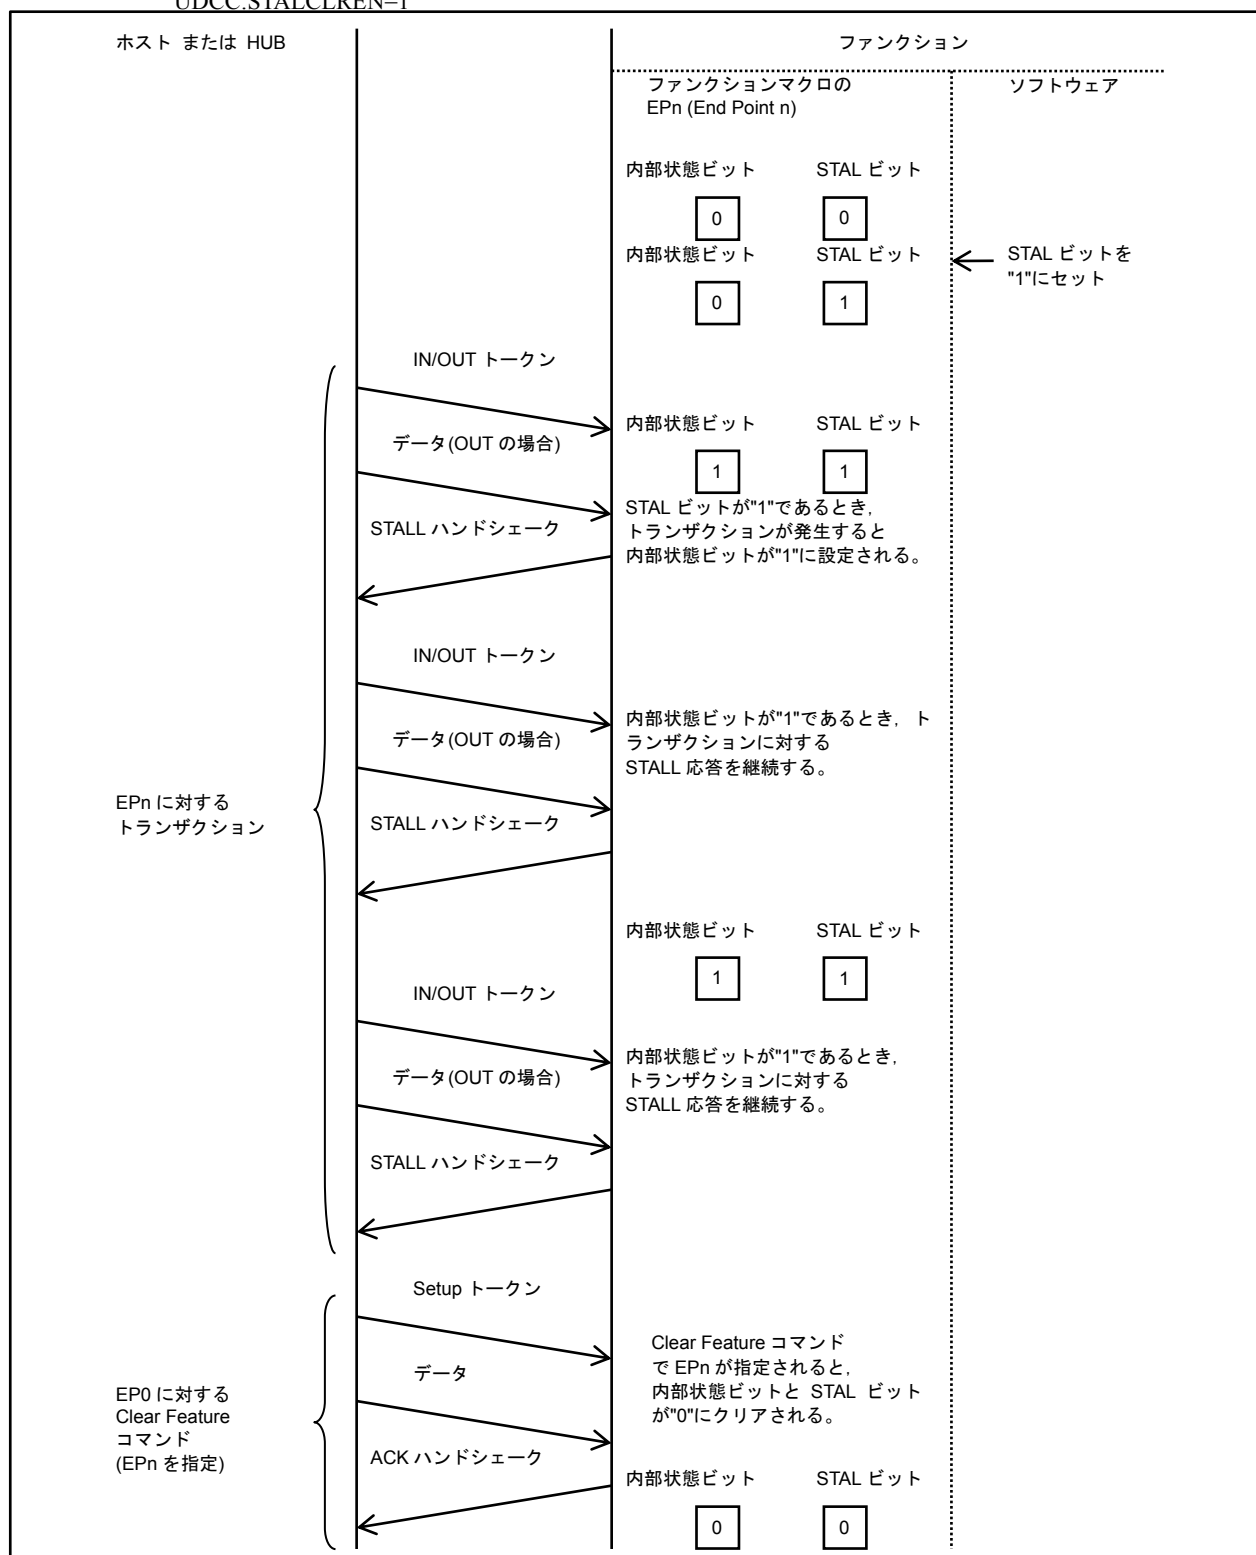 UDCC.STALCLREN=1
ホスト または HUB
ファンクション
ファンクションマクロの
EPn (End Point n)
ソフトウェア
内部状態ビット STAL ビット
0 0
内部状態ビット STAL ビット
STAL ビットを
"1"にセット
0 1
IN/OUT トークン
内部状態ビット STAL ビット
データ(OUT の場合)
1 1
STAL ビットが"1"であるとき,
トランザクションが発生すると
内部状態ビットが"1"に設定される。
STALL ハンドシェーク
IN/OUT トークン
内部状態ビットが"1"であるとき, ト
ランザクションに対する
STALL 応答を継続する。
データ(OUT の場合)
EPn に対する
トランザクション
STALL ハンドシェーク
内部状態ビット STAL ビット
1 1
IN/OUT トークン
内部状態ビットが"1"であるとき,
トランザクションに対する
STALL 応答を継続する。
データ(OUT の場合)
STALL ハンドシェーク
Setup トークン
Clear Feature コマンド
で EPn が指定されると,
内部状態ビットと STAL ビット
が"0"にクリアされる。
データ
EP0 に対する
Clear Feature
コマンド
(EPn を指定)
ACK ハンドシェーク
内部状態ビット STAL ビット
0 0